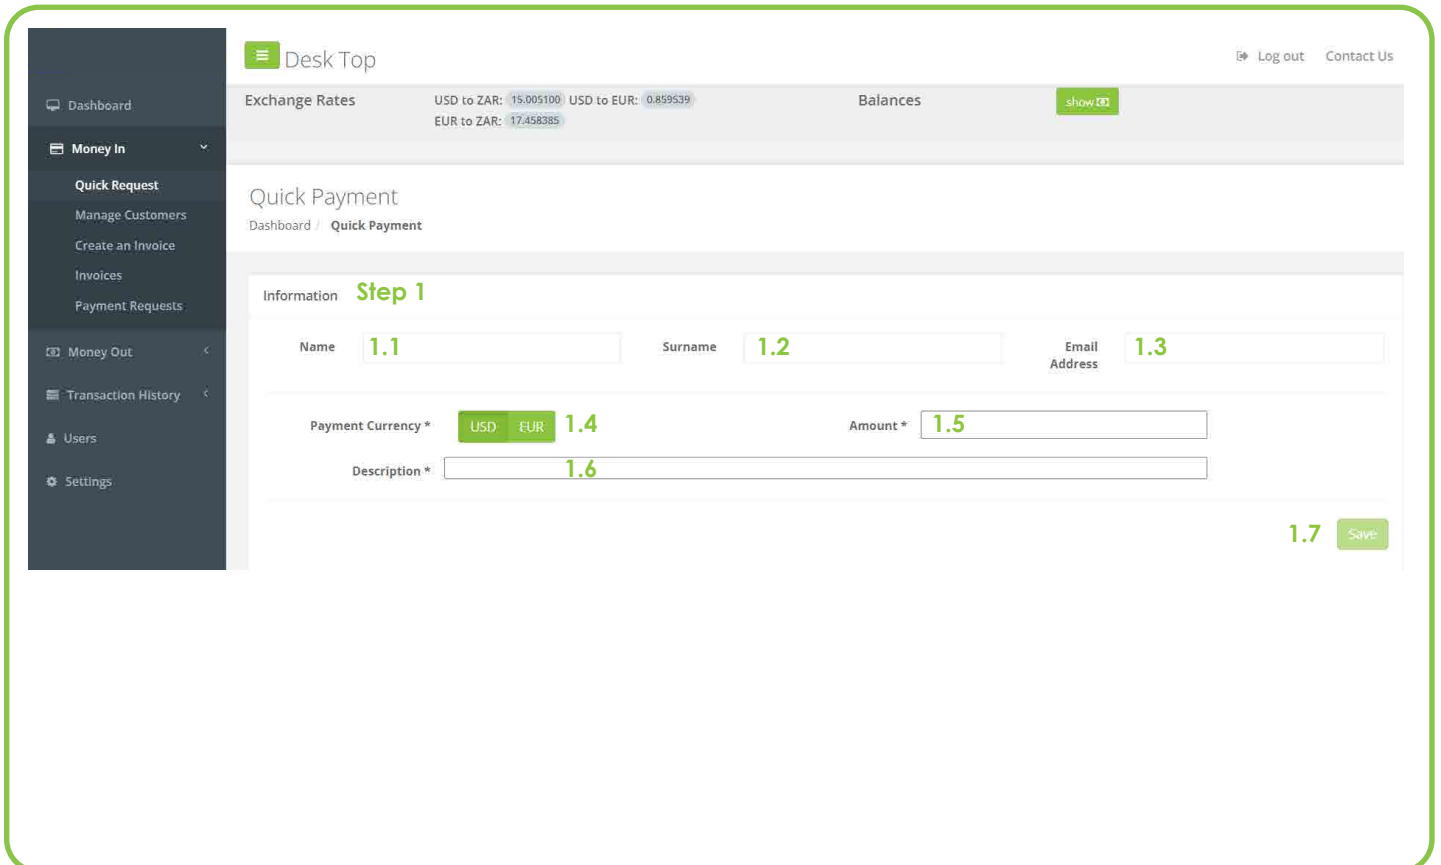 Desk Top
Log out Contact Us
Dashboard
Money In
Quick Request
Manage Customers
Create an Invoice
Invoices
Payment Requests
Money Out
Transaction History
Users
Settings
Exchange Rates
USD to ZAR: 15.005100 USD to EUR: 0.859539
EUR to ZAR: 17.458385
Balances
show
Quick Payment
Dashboard / Quick Payment
Information Step 1
Name 1.1 Surname 1.2 Email 1.3
Address
Payment Currency * USD EUR 1.4 Amount * 1.5
Description * 1.6
1.7 Save